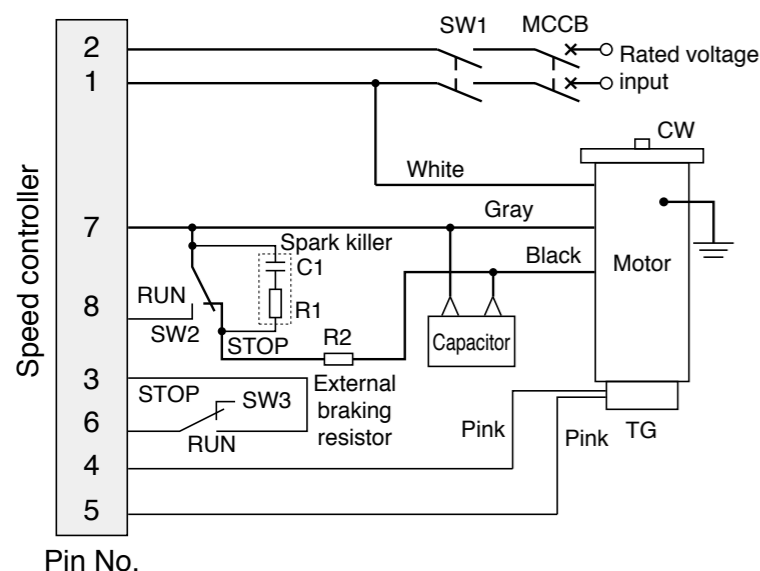 SW1
MCCB
2
Rated voltage
input
1
CW
White
Speed controller
7
Gray
Spark killer
C1
Black
Motor
RUN
8
R1
SW2
STOP
R2
Capacitor
3
STOP
SW3
External
braking
resistor
6
RUN
Pink
Pink
TG
4
5
Pin No.